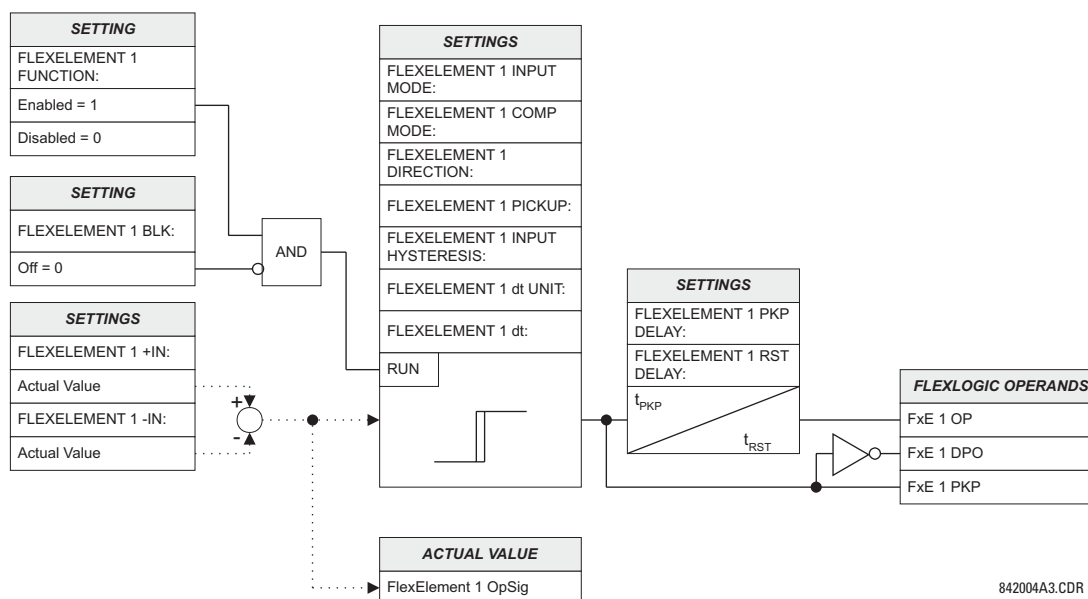 SETTING
FLEXELEMENT 1
FUNCTION:
Enabled = 1
Disabled = 0
SETTING
FLEXELEMENT 1 BLK:
Off = 0
SETTINGS
FLEXELEMENT 1 +IN:
Actual Value
FLEXELEMENT 1 -IN:
Actual Value
+
-
AND
SETTINGS
FLEXELEMENT 1 INPUT
MODE:
FLEXELEMENT 1 COMP
MODE:
FLEXELEMENT 1
DIRECTION:
FLEXELEMENT 1 PICKUP:
FLEXELEMENT 1 INPUT
HYSTERESIS:
FLEXELEMENT 1 dt UNIT:
FLEXELEMENT 1 dt:
RUN
SETTINGS
FLEXELEMENT 1 PKP
DELAY:
FLEXELEMENT 1 RST
DELAY:
tPKP
tRST
FLEXLOGIC OPERANDS
FxE 1 OP
FxE 1 DPO
FxE 1 PKP
ACTUAL VALUE
FlexElement 1 OpSig
842004A3.CDR